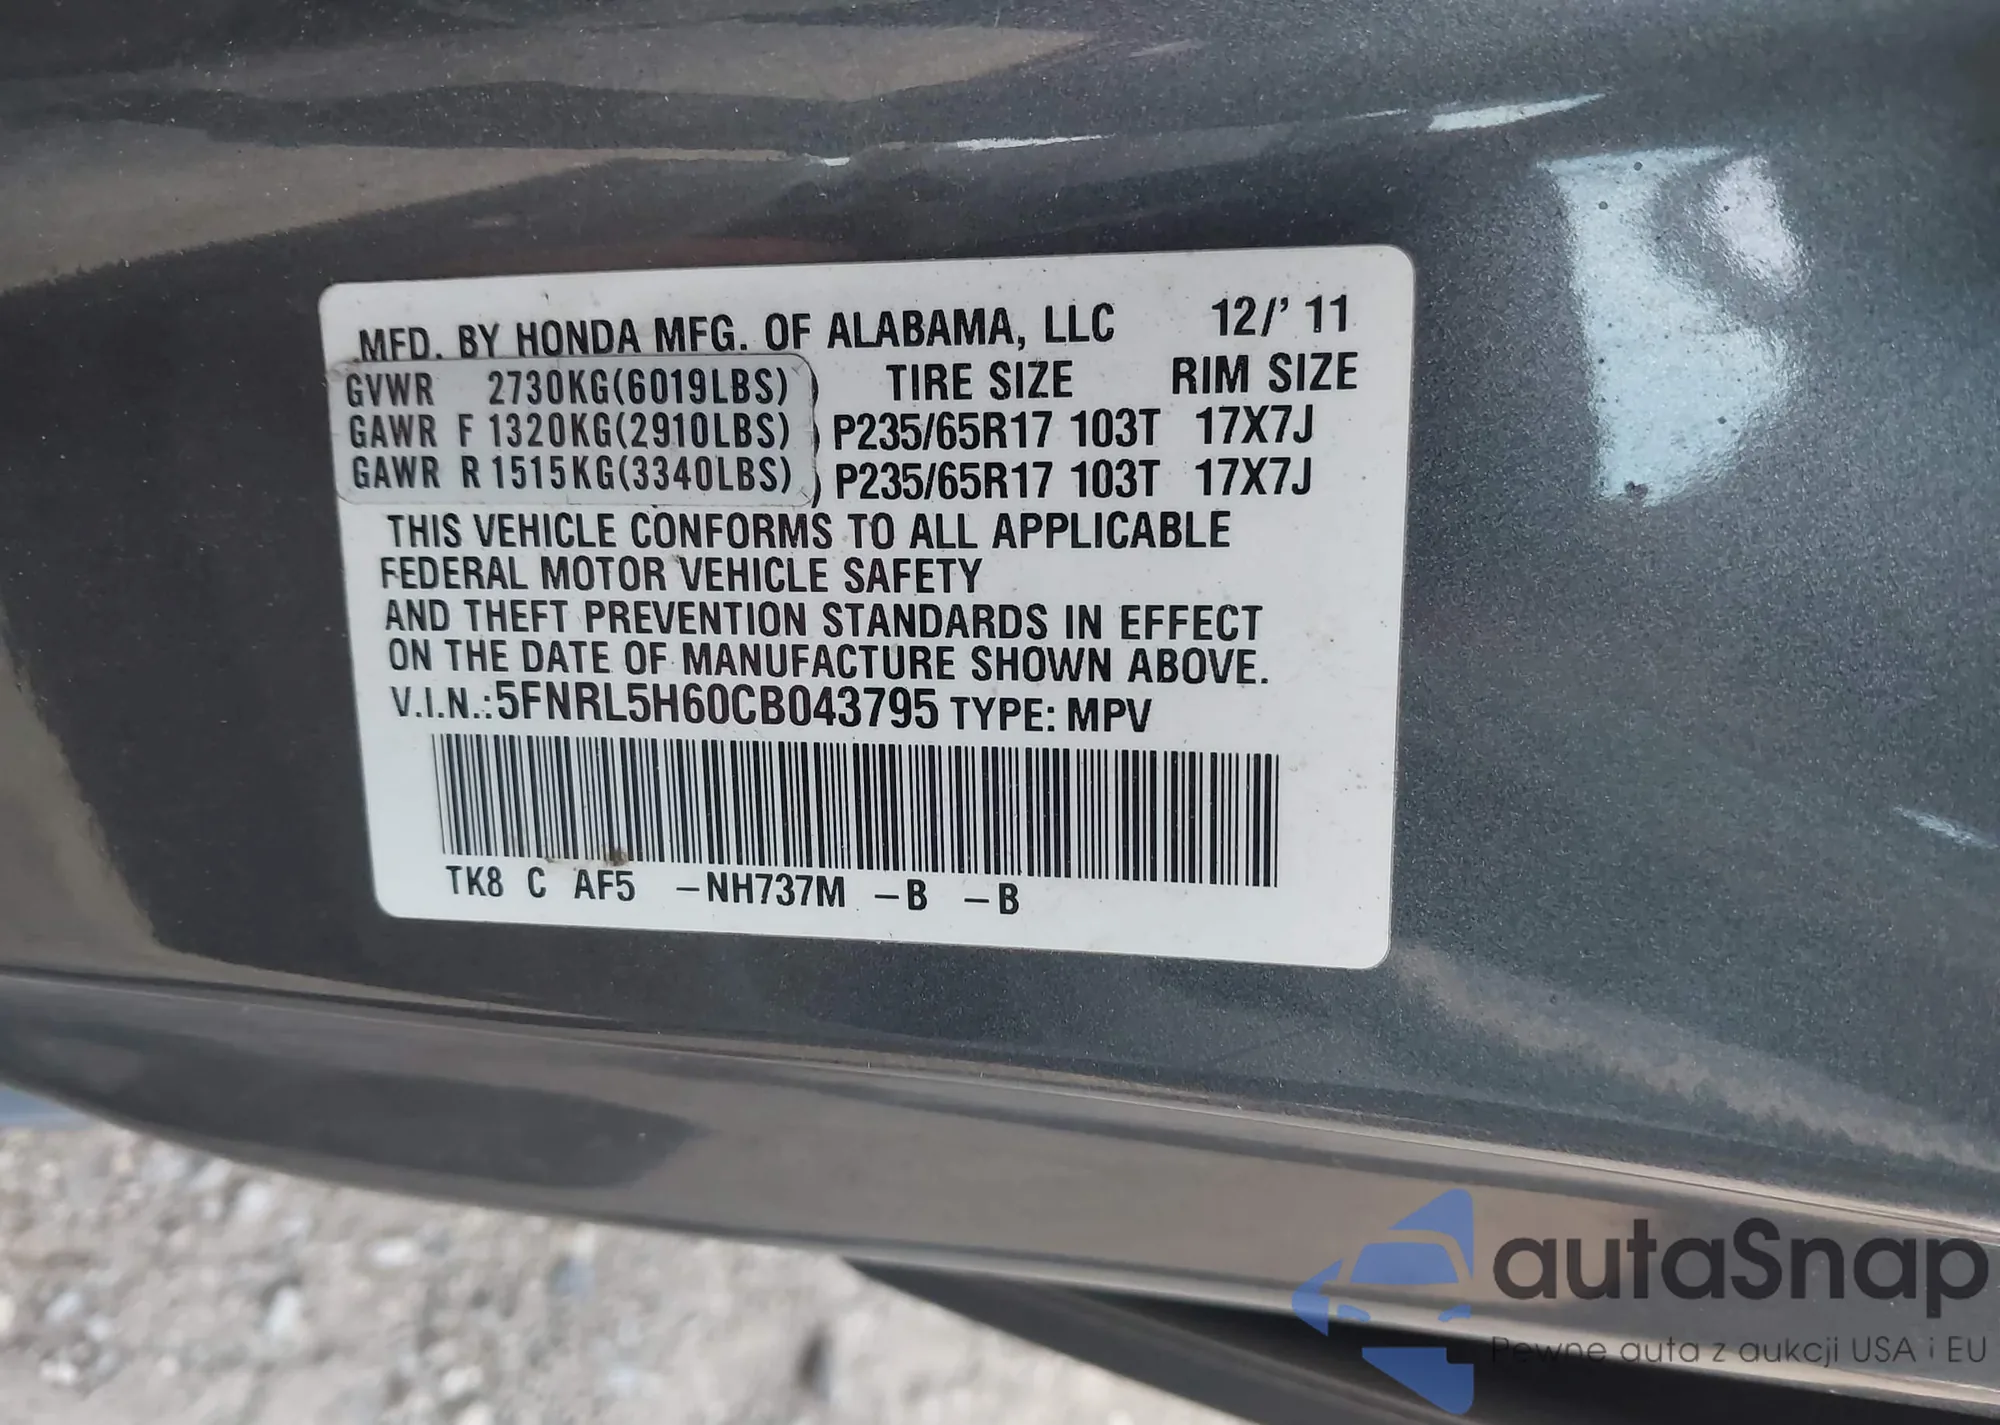 MFD. BY HONDA MFG. OF ALABAMA, LLC 12/'11
GVWR 2730KG(6019LBS) TIRE SIZE RIM SIZE
GAWR F 1320KG(2910LBS) P235/65R17 103T 17X7J
GAWR R 1515KG(3340LBS) P235/65R17 103T 17X7J
THIS VEHICLE CONFORMS TO ALL APPLICABLE
FEDERAL MOTOR VEHICLE SAFETY
AND THEFT PREVENTION STANDARDS IN EFFECT
ON THE DATE OF MANUFACTURE SHOWN ABOVE.
V.I.N.:5FNRL5H60CB043795 TYPE: MPV
TK8 C AF5 -NH737M -B -B
autaSnap
Pewne auta z aukcji USA i EU